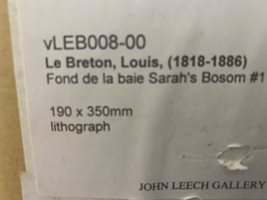 vLEB008-00
Le Breton, Louis, (1818-1886)
Fond de la baie Sarah's Bosom #1
190 x 350mm
lithograph
JOHN LEECH GALLERY